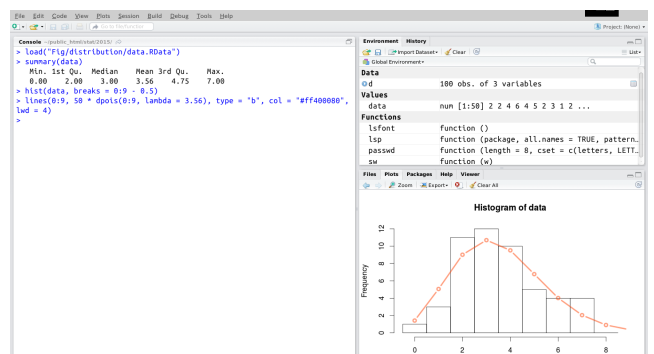 File Edit Code View Plots Session Build Debug Tools Help
Go to file/function
Project: (None)
Console ~/public_html/stat/2015/
> load("Fig/distribution/data.RData")
> summary(data)
Min. 1st Qu. Median Mean 3rd Qu. Max.
0.00 2.00 3.00 3.56 4.75 7.00
> hist(data, breaks = 0:9 - 0.5)
> lines(0:9, 50 * dpois(0:9, lambda = 3.56), type = "b", col = "#ff400080",
lwd = 4)
>
Environment History
Import Dataset Clear List
Global Environment
Data
d 100 obs. of 3 variables
Values
data num [1:50] 2 2 4 6 4 5 2 3 1 2 ...
Functions
lsfont function ()
lsp function (package, all.names = TRUE, pattern…
passwd function (length = 8, cset = c(letters, LETT…
sw function (w)
Files Plots Packages Help Viewer
Zoom Export Clear All
Histogram of data
Frequency
12
10
8
6
4
2
0
0 2 4 6 8